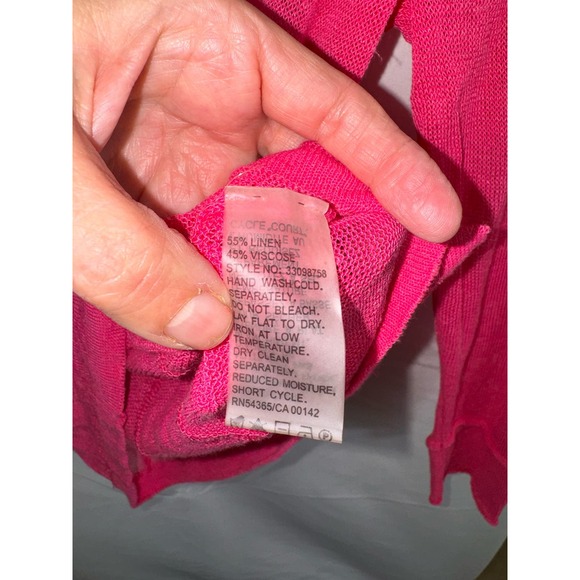 55% LINEN
45% VISCOSE
STYLE NO: 33098758
HAND WASH COLD.
SEPARATELY.
DO NOT BLEACH.
LAY FLAT TO DRY.
IRON AT LOW
TEMPERATURE.
DRY CLEAN
SEPARATELY.
REDUCED MOISTURE,
SHORT CYCLE.
RN54365/CA 00142